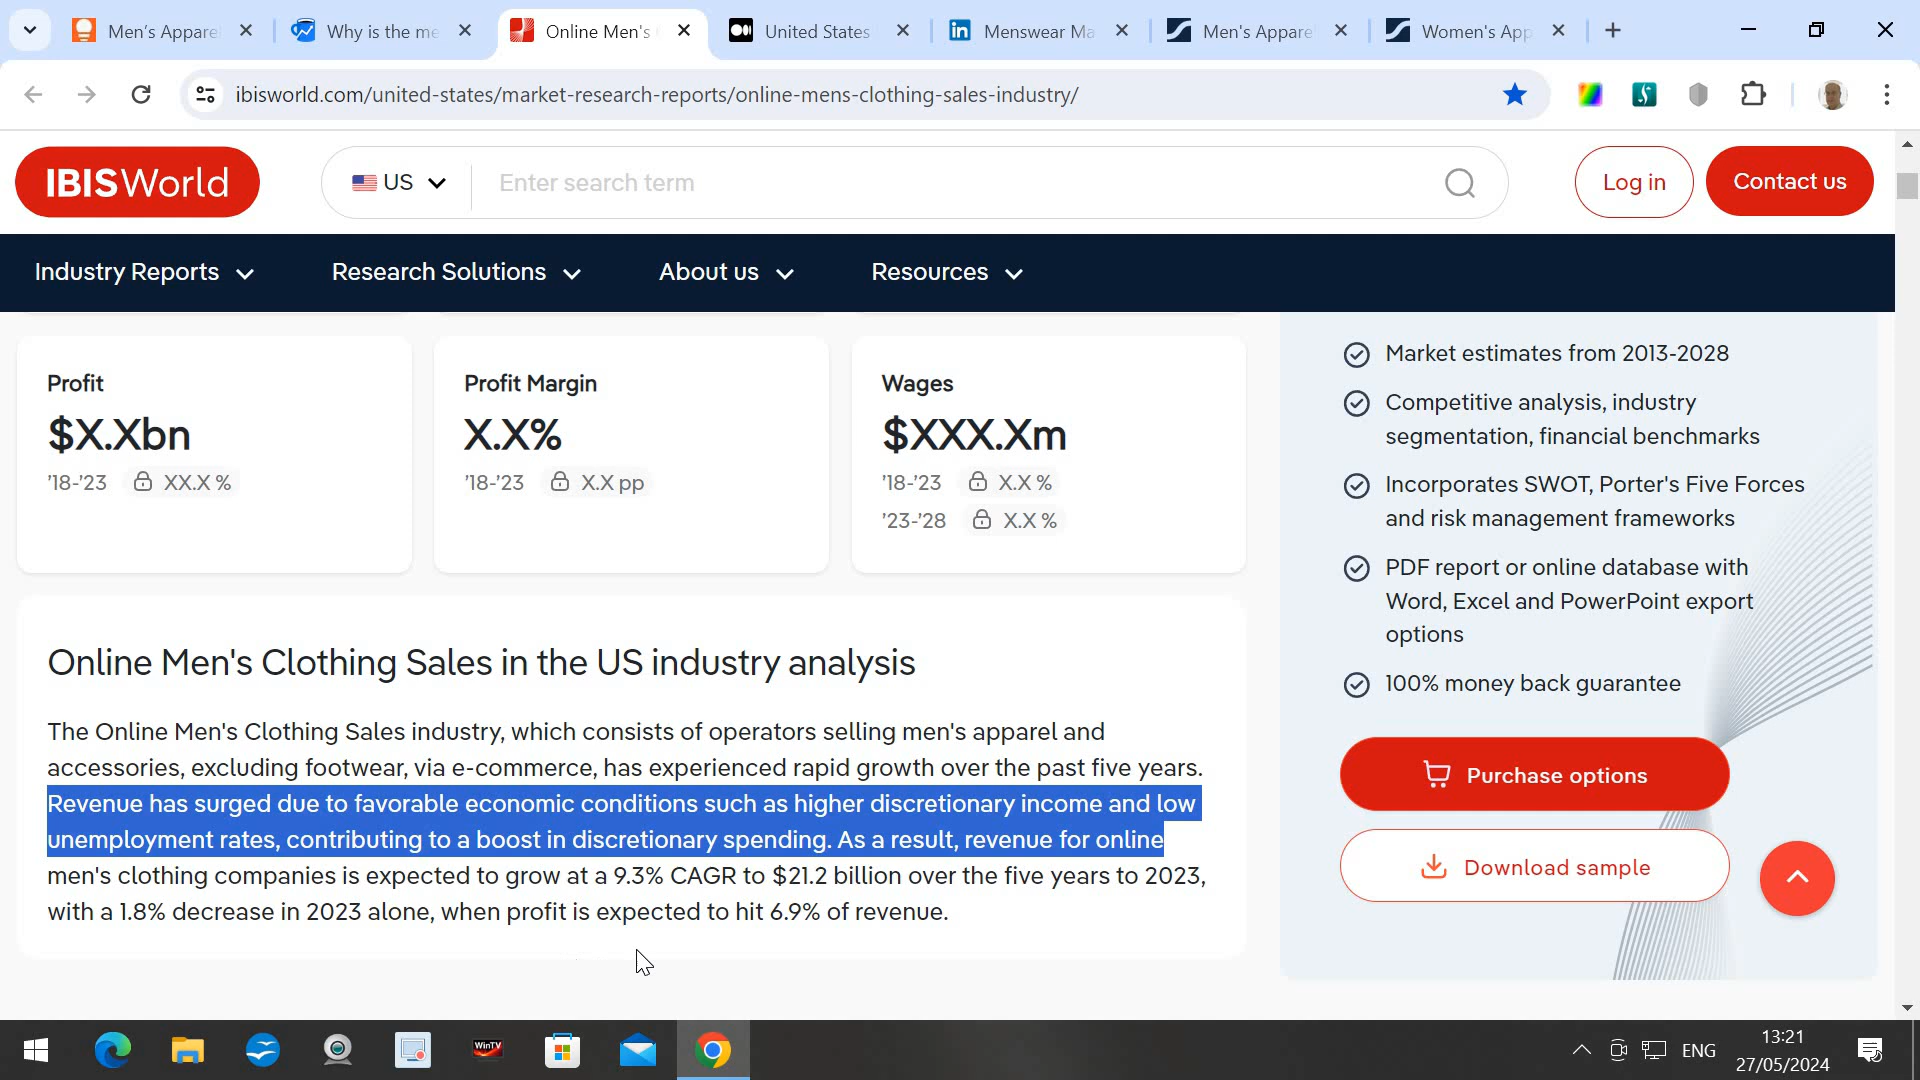 Men's Appare
Why is the me
Online Men's
United States
Menswear Ma
Men's Appare
Women's App
ibisworld.com/united-states/market-research-reports/online-mens-clothing-sales-industry/
IBISWorld
US
Enter search term
Log in
Contact us
Industry Reports
Research Solutions
About us
Resources
Profit
$X.Xbn
'18-'23 XX.X %
Profit Margin
X.X%
'18-'23 X.X pp
Wages
$XXX.Xm
'18-'23 X.X %
'23-'28 X.X %
Market estimates from 2013-2028
Competitive analysis, industry
segmentation, financial benchmarks
Incorporates SWOT, Porter's Five Forces
and risk management frameworks
PDF report or online database with
Word, Excel and PowerPoint export
options
100% money back guarantee
Purchase options
Download sample
Online Men's Clothing Sales in the US industry analysis
The Online Men's Clothing Sales industry, which consists of operators selling men's apparel and
accessories, excluding footwear, via e-commerce, has experienced rapid growth over the past five years.
Revenue has surged due to favorable economic conditions such as higher discretionary income and low
unemployment rates, contributing to a boost in discretionary spending. As a result, revenue for online
men's clothing companies is expected to grow at a 9.3% CAGR to $21.2 billion over the five years to 2023,
with a 1.8% decrease in 2023 alone, when profit is expected to hit 6.9% of revenue.
WinTV
ENG
13:21
27/05/2024